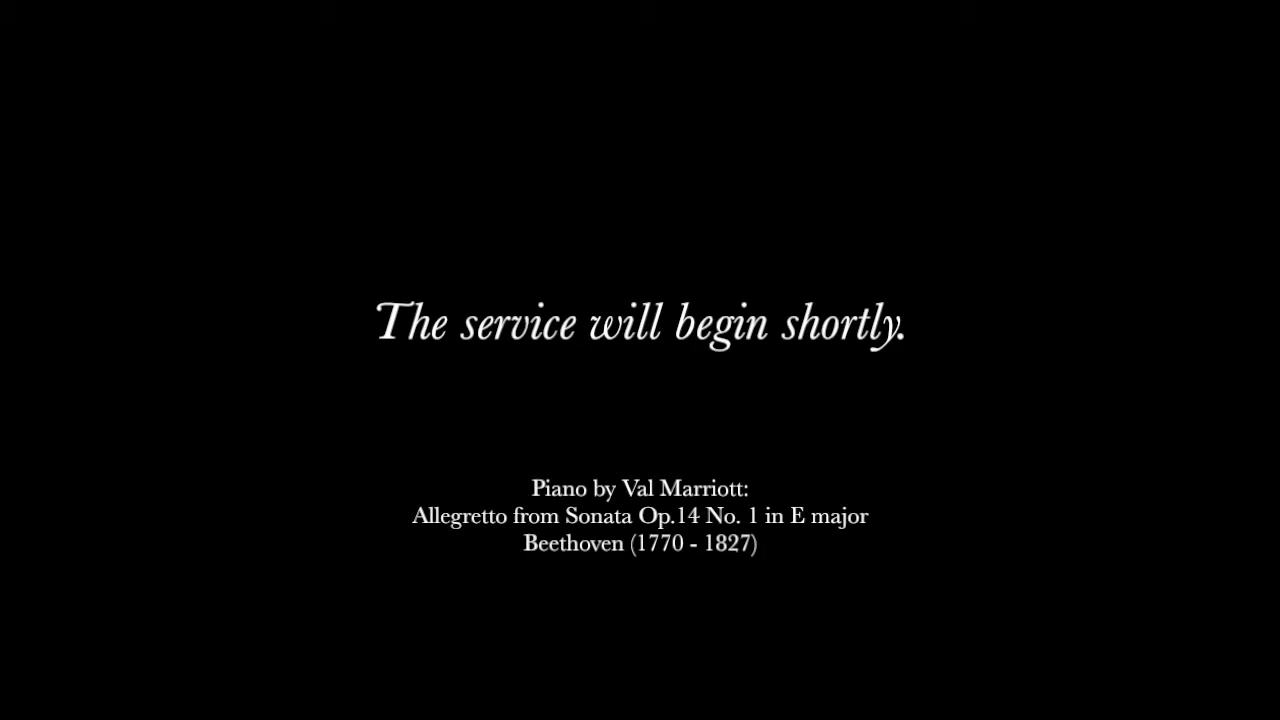 The service will begin shortly.
Piano by Val Marriott:
Allegretto from Sonata Op.14 No. 1 in E major
Beethoven (1770 - 1827)